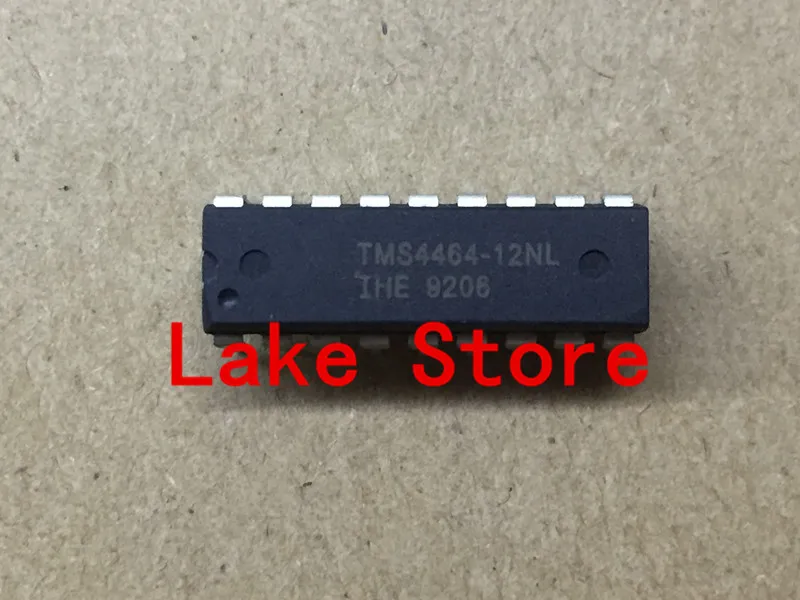 TMS4464-12NL
IHE 9206
Lake Store